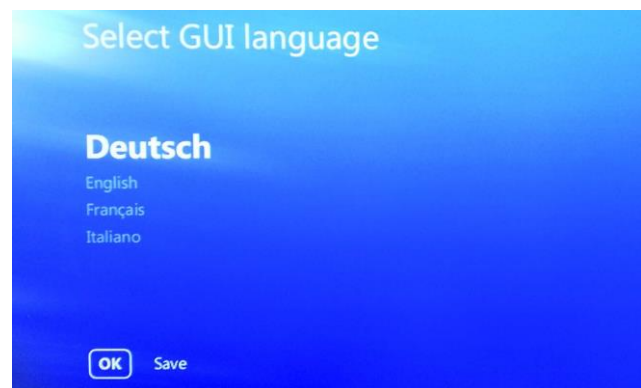 Select GUI language
Deutsch
English
Français
Italiano
OK Save